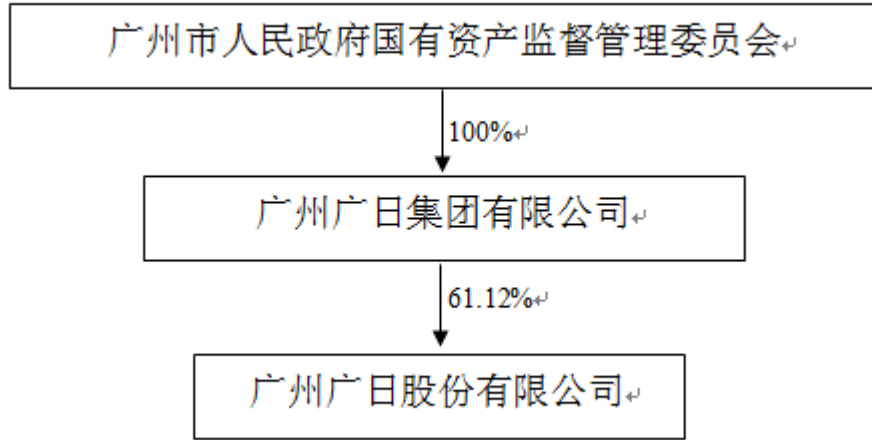 广州市人民政府国有资产监督管理委员会
100%
广州广日集团有限公司
61.12%
广州广日股份有限公司